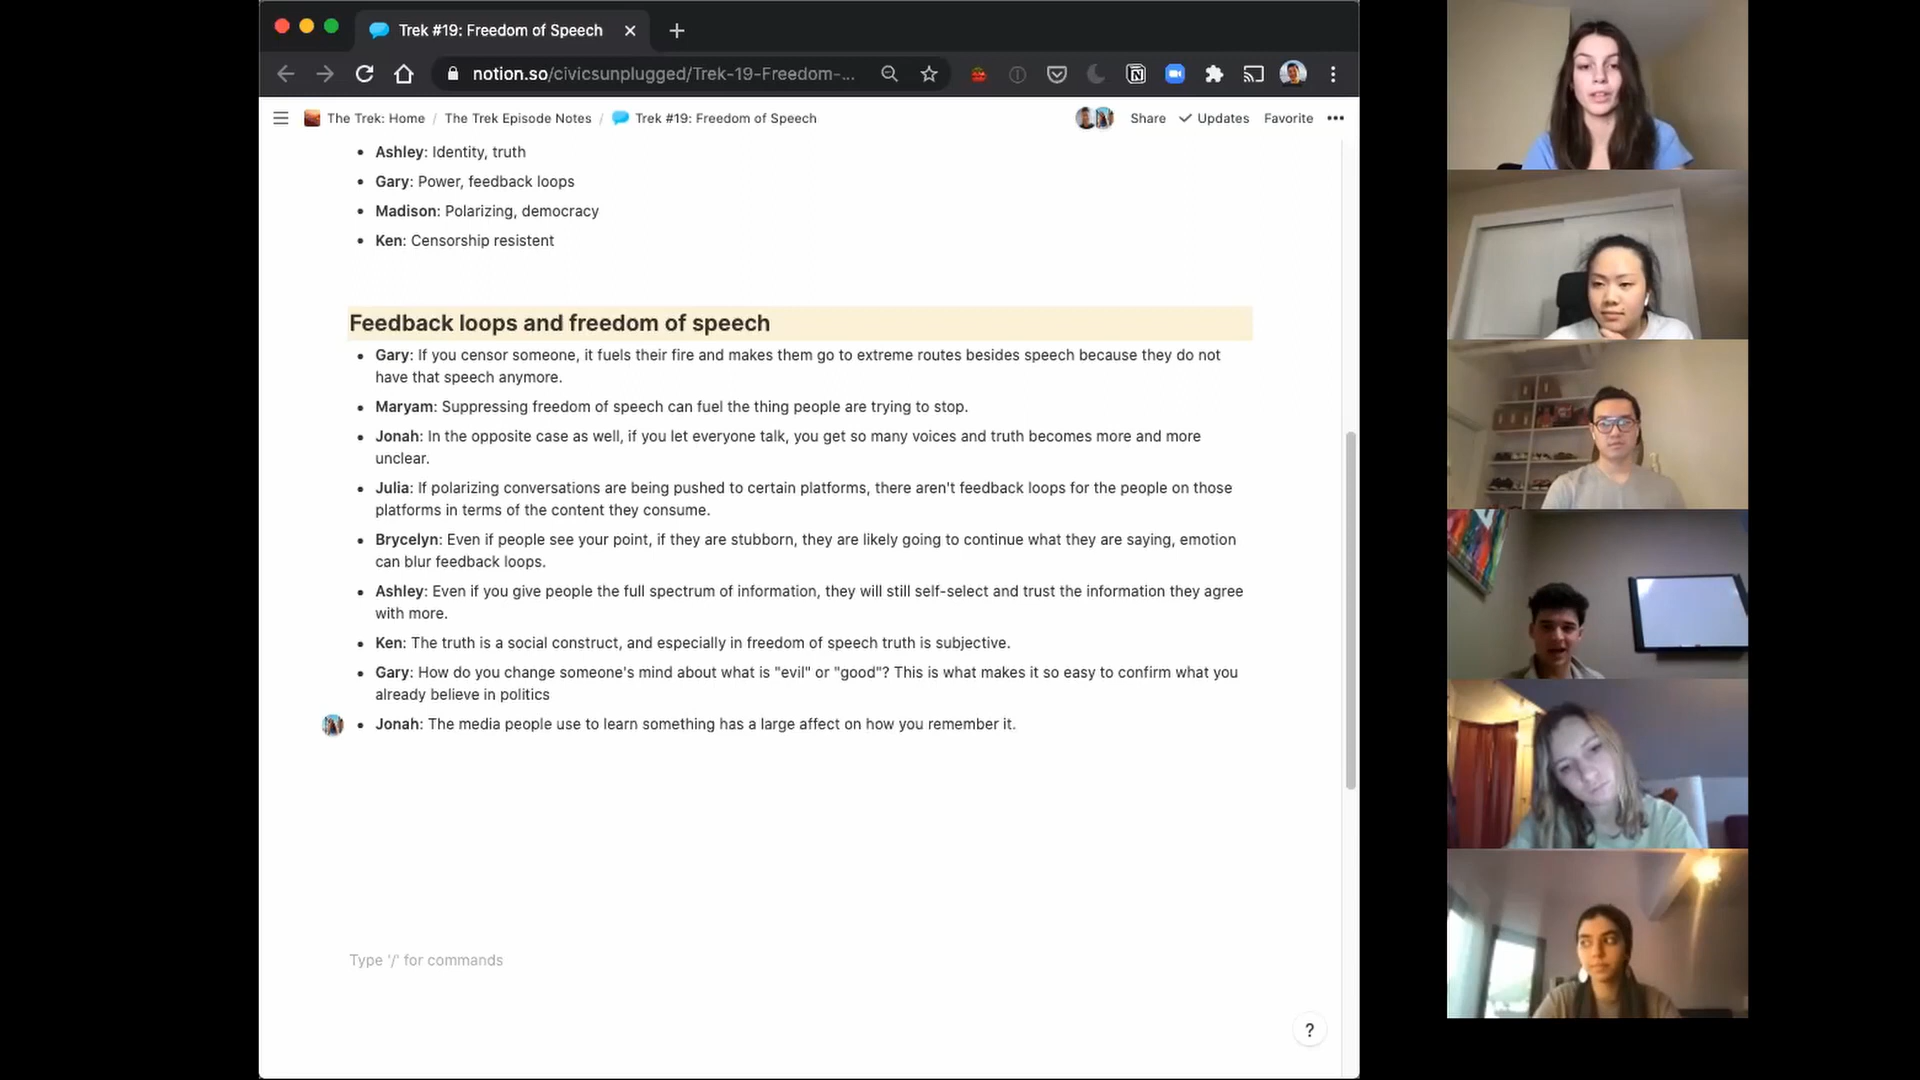 Trek #19: Freedom of Speech
notion.so/civicsunplugged/Trek-19-Freedom-...
The Trek: Home / The Trek Episode Notes / Trek #19: Freedom of Speech
Share Updates Favorite
Ashley: Identity, truth
Gary: Power, feedback loops
Madison: Polarizing, democracy
Ken: Censorship resistent
Feedback loops and freedom of speech
Gary: If you censor someone, it fuels their fire and makes them go to extreme routes besides speech because they do not
have that speech anymore.
Maryam: Suppressing freedom of speech can fuel the thing people are trying to stop.
Jonah: In the opposite case as well, if you let everyone talk, you get so many voices and truth becomes more and more
unclear.
Julia: If polarizing conversations are being pushed to certain platforms, there aren't feedback loops for the people on those
platforms in terms of the content they consume.
Brycelyn: Even if people see your point, if they are stubborn, they are likely going to continue what they are saying, emotion
can blur feedback loops.
Ashley: Even if you give people the full spectrum of information, they will still self-select and trust the information they agree
with more.
Ken: The truth is a social construct, and especially in freedom of speech truth is subjective.
Gary: How do you change someone's mind about what is "evil" or "good"? This is what makes it so easy to confirm what you
already believe in politics
Jonah: The media people use to learn something has a large affect on how you remember it.
Type '/' for commands
?